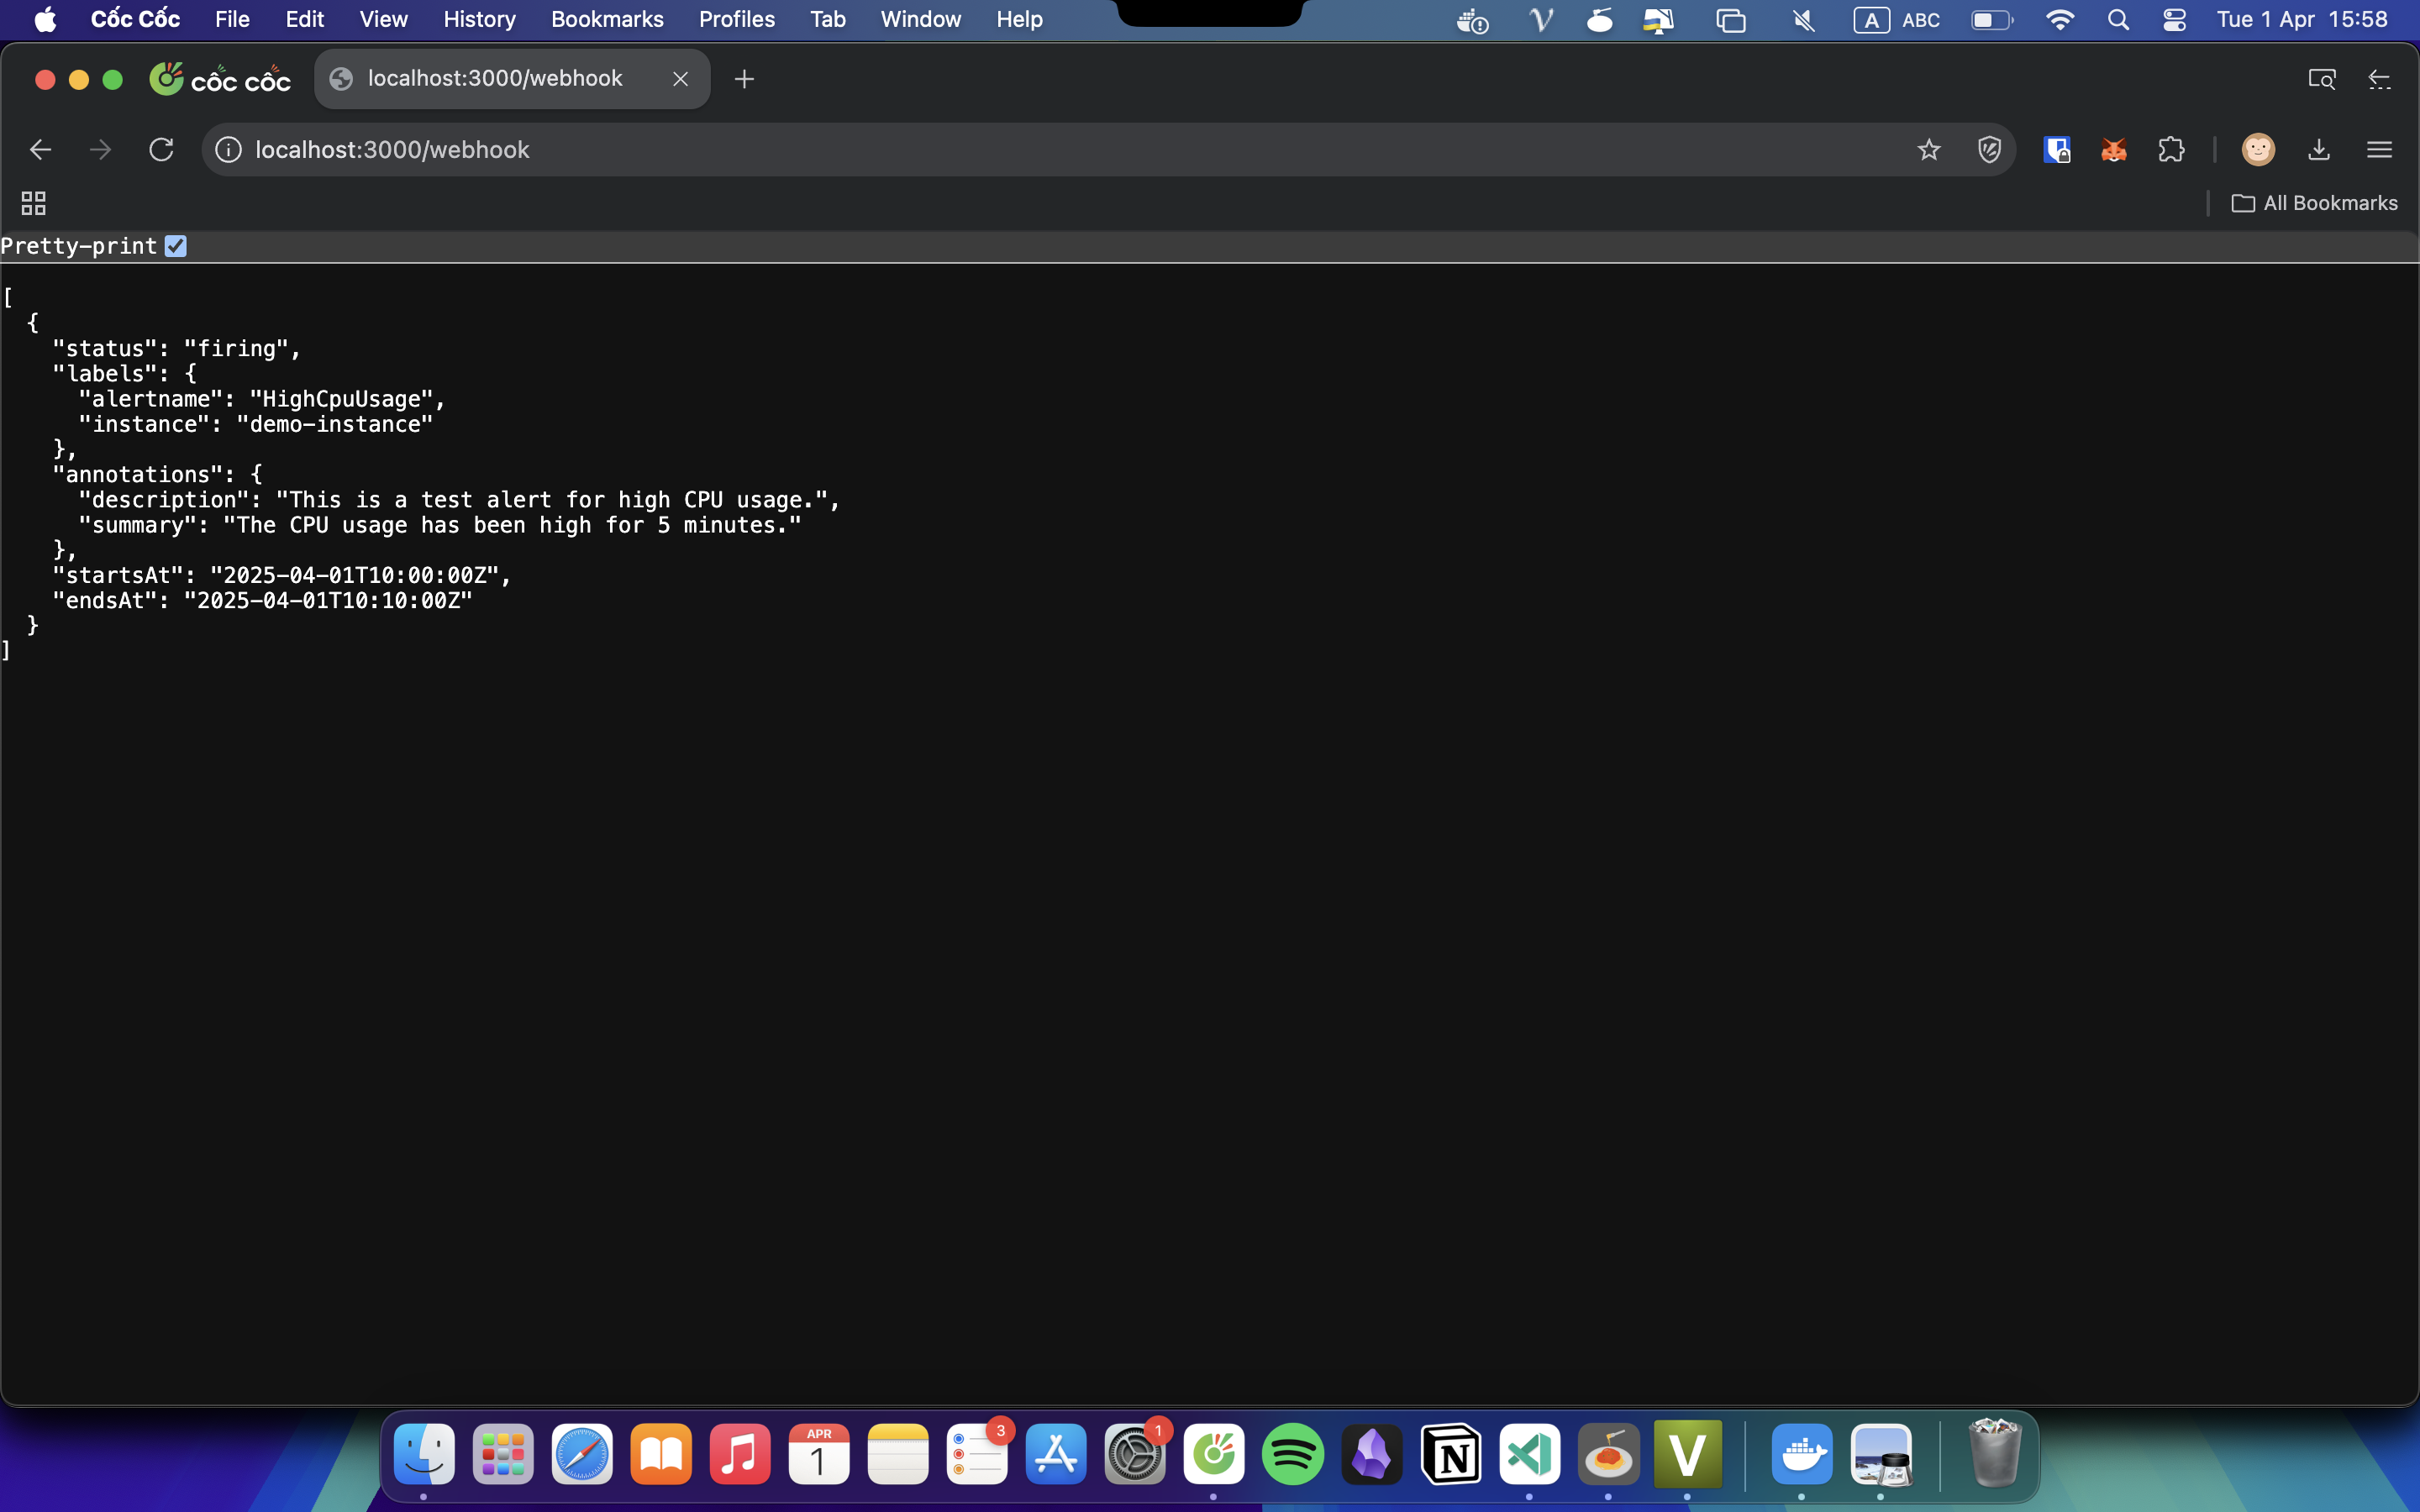 Cốc Cốc File Edit View History Bookmarks Profiles Tab Window Help A ABC Tue 1 Apr 15:58
cốc cốc localhost:3000/webhook
localhost:3000/webhook
All Bookmarks
Pretty-print
[
  {
    "status": "firing",
    "labels": {
      "alertname": "HighCpuUsage",
      "instance": "demo-instance"
    },
    "annotations": {
      "description": "This is a test alert for high CPU usage.",
      "summary": "The CPU usage has been high for 5 minutes."
    },
    "startsAt": "2025-04-01T10:00:00Z",
    "endsAt": "2025-04-01T10:10:00Z"
  }
]
APR 3 1
1 N V